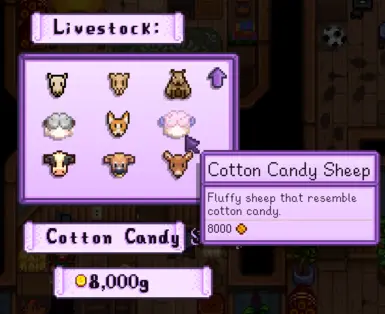 Livestock:
Cotton Candy Sheep
Fluffy sheep that resemble
cotton candy.
8000
Cotton Candy
8,000g